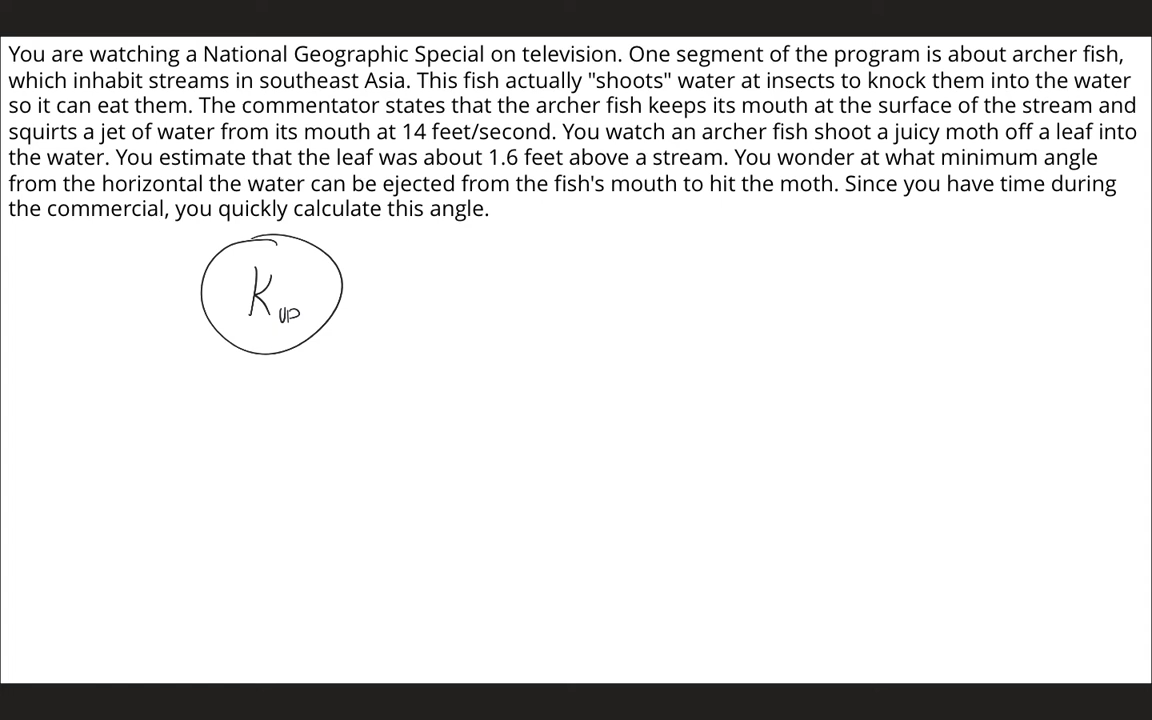 You are watching a National Geographic Special on television. One segment of the program is about archer fish,
which inhabit streams in southeast Asia. This fish actually "shoots" water at insects to knock them into the water
so it can eat them. The commentator states that the archer fish keeps its mouth at the surface of the stream and
squirts a jet of water from its mouth at 14 feet/second. You watch an archer fish shoot a juicy moth off a leaf into
the water. You estimate that the leaf was about 1.6 feet above a stream. You wonder at what minimum angle
from the horizontal the water can be ejected from the fish's mouth to hit the moth. Since you have time during
the commercial, you quickly calculate this angle.
K UP